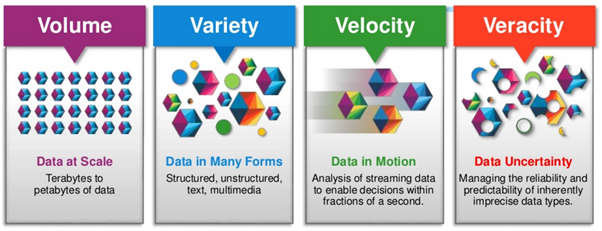 Volume
Data at Scale
Terabytes to
petabytes of data
Variety
Data in Many Forms
Structured, unstructured,
text, multimedia
Velocity
Data in Motion
Analysis of streaming data
to enable decisions within
fractions of a second.
Veracity
Data Uncertainty
Managing the reliability and
predictability of inherently
imprecise data types.